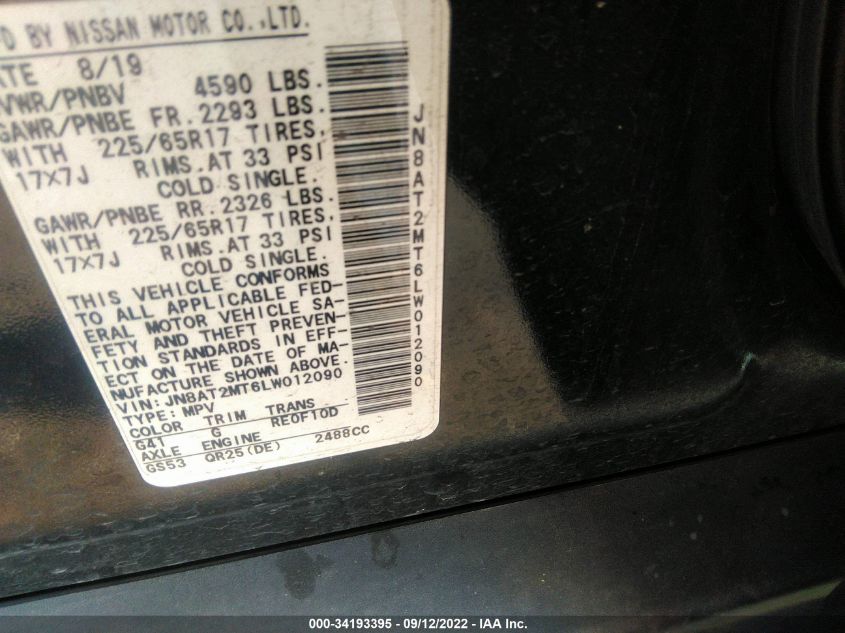 BY NISSAN MOTOR CO.,LTD.
8/19
4590 LBS.
GAWR/PNBE FR.2293 LBS.
WITH 225/65R17 TIRES,
17X7J RIMS.AT 33 PSI
COLD SINGLE.
GAWR/PNBE RR.2326 LBS.
WITH 225/65R17 TIRES,
17X7J RIMS.AT 33 PSI
COLD SINGLE.
THIS VEHICLE CONFORMS
TO ALL APPLICABLE FED-
ERAL MOTOR VEHICLE SA-
FETY AND THEFT PREVEN-
TION STANDARDS IN EFF-
ECT ON THE DATE OF MA-
NUFACTURE SHOWN ABOVE.
VIN: JN8AT2MT6LW012090
TYPE: MPV
COLOR TRIM TRANS
G41 G RE0F10D
AXLE ENGINE
GS53 QR25(DE) 2488CC
JN8AT2MT6LW012090
000-34193395 - 09/12/2022 - IAA Inc.